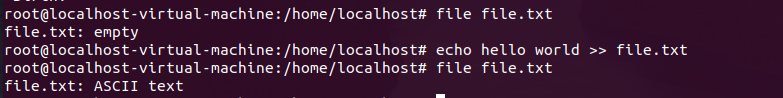 root@localhost-virtual-machine:/home/localhost# file file.txt
file.txt: empty
root@localhost-virtual-machine:/home/localhost# echo hello world >> file.txt
root@localhost-virtual-machine:/home/localhost# file file.txt
file.txt: ASCII text